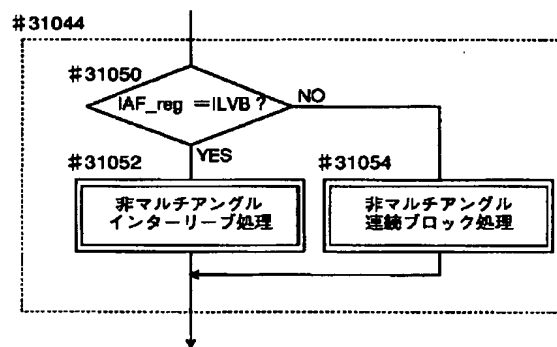 #31044
#31050
IAF_reg =ILVB ?
NO
YES
#31052
#31054
非マルチアングル
インターリーブ処理
非マルチアングル
連続ブロック処理